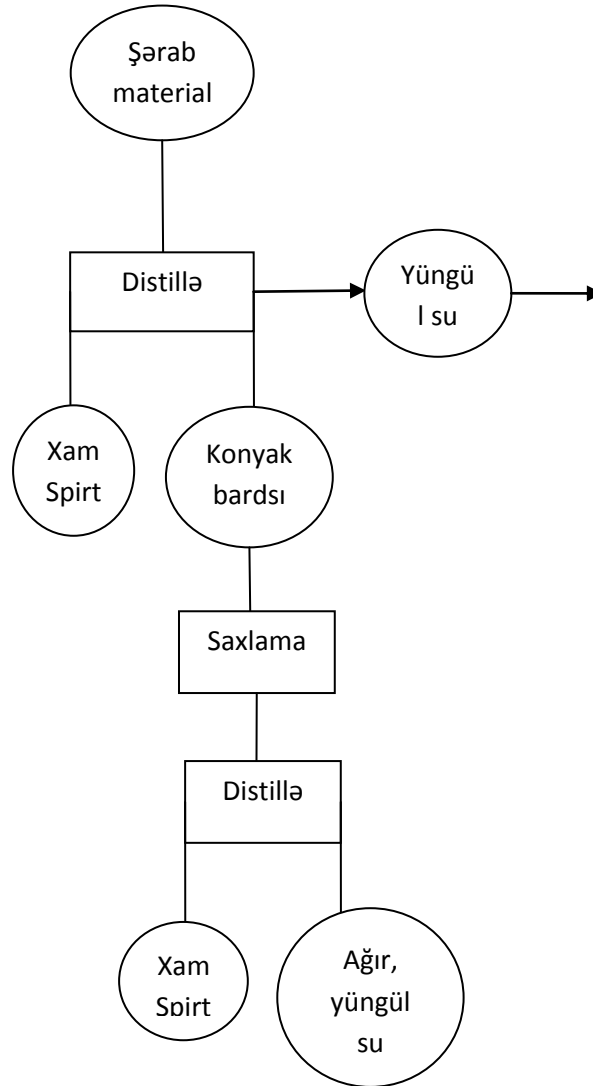 Şərab
material
Distillə
Yüngü
l su
Xam
Spirt
Konyak
bardsı
Saxlama
Distillə
Xam
Spirt
Ağır,
yüngül
su